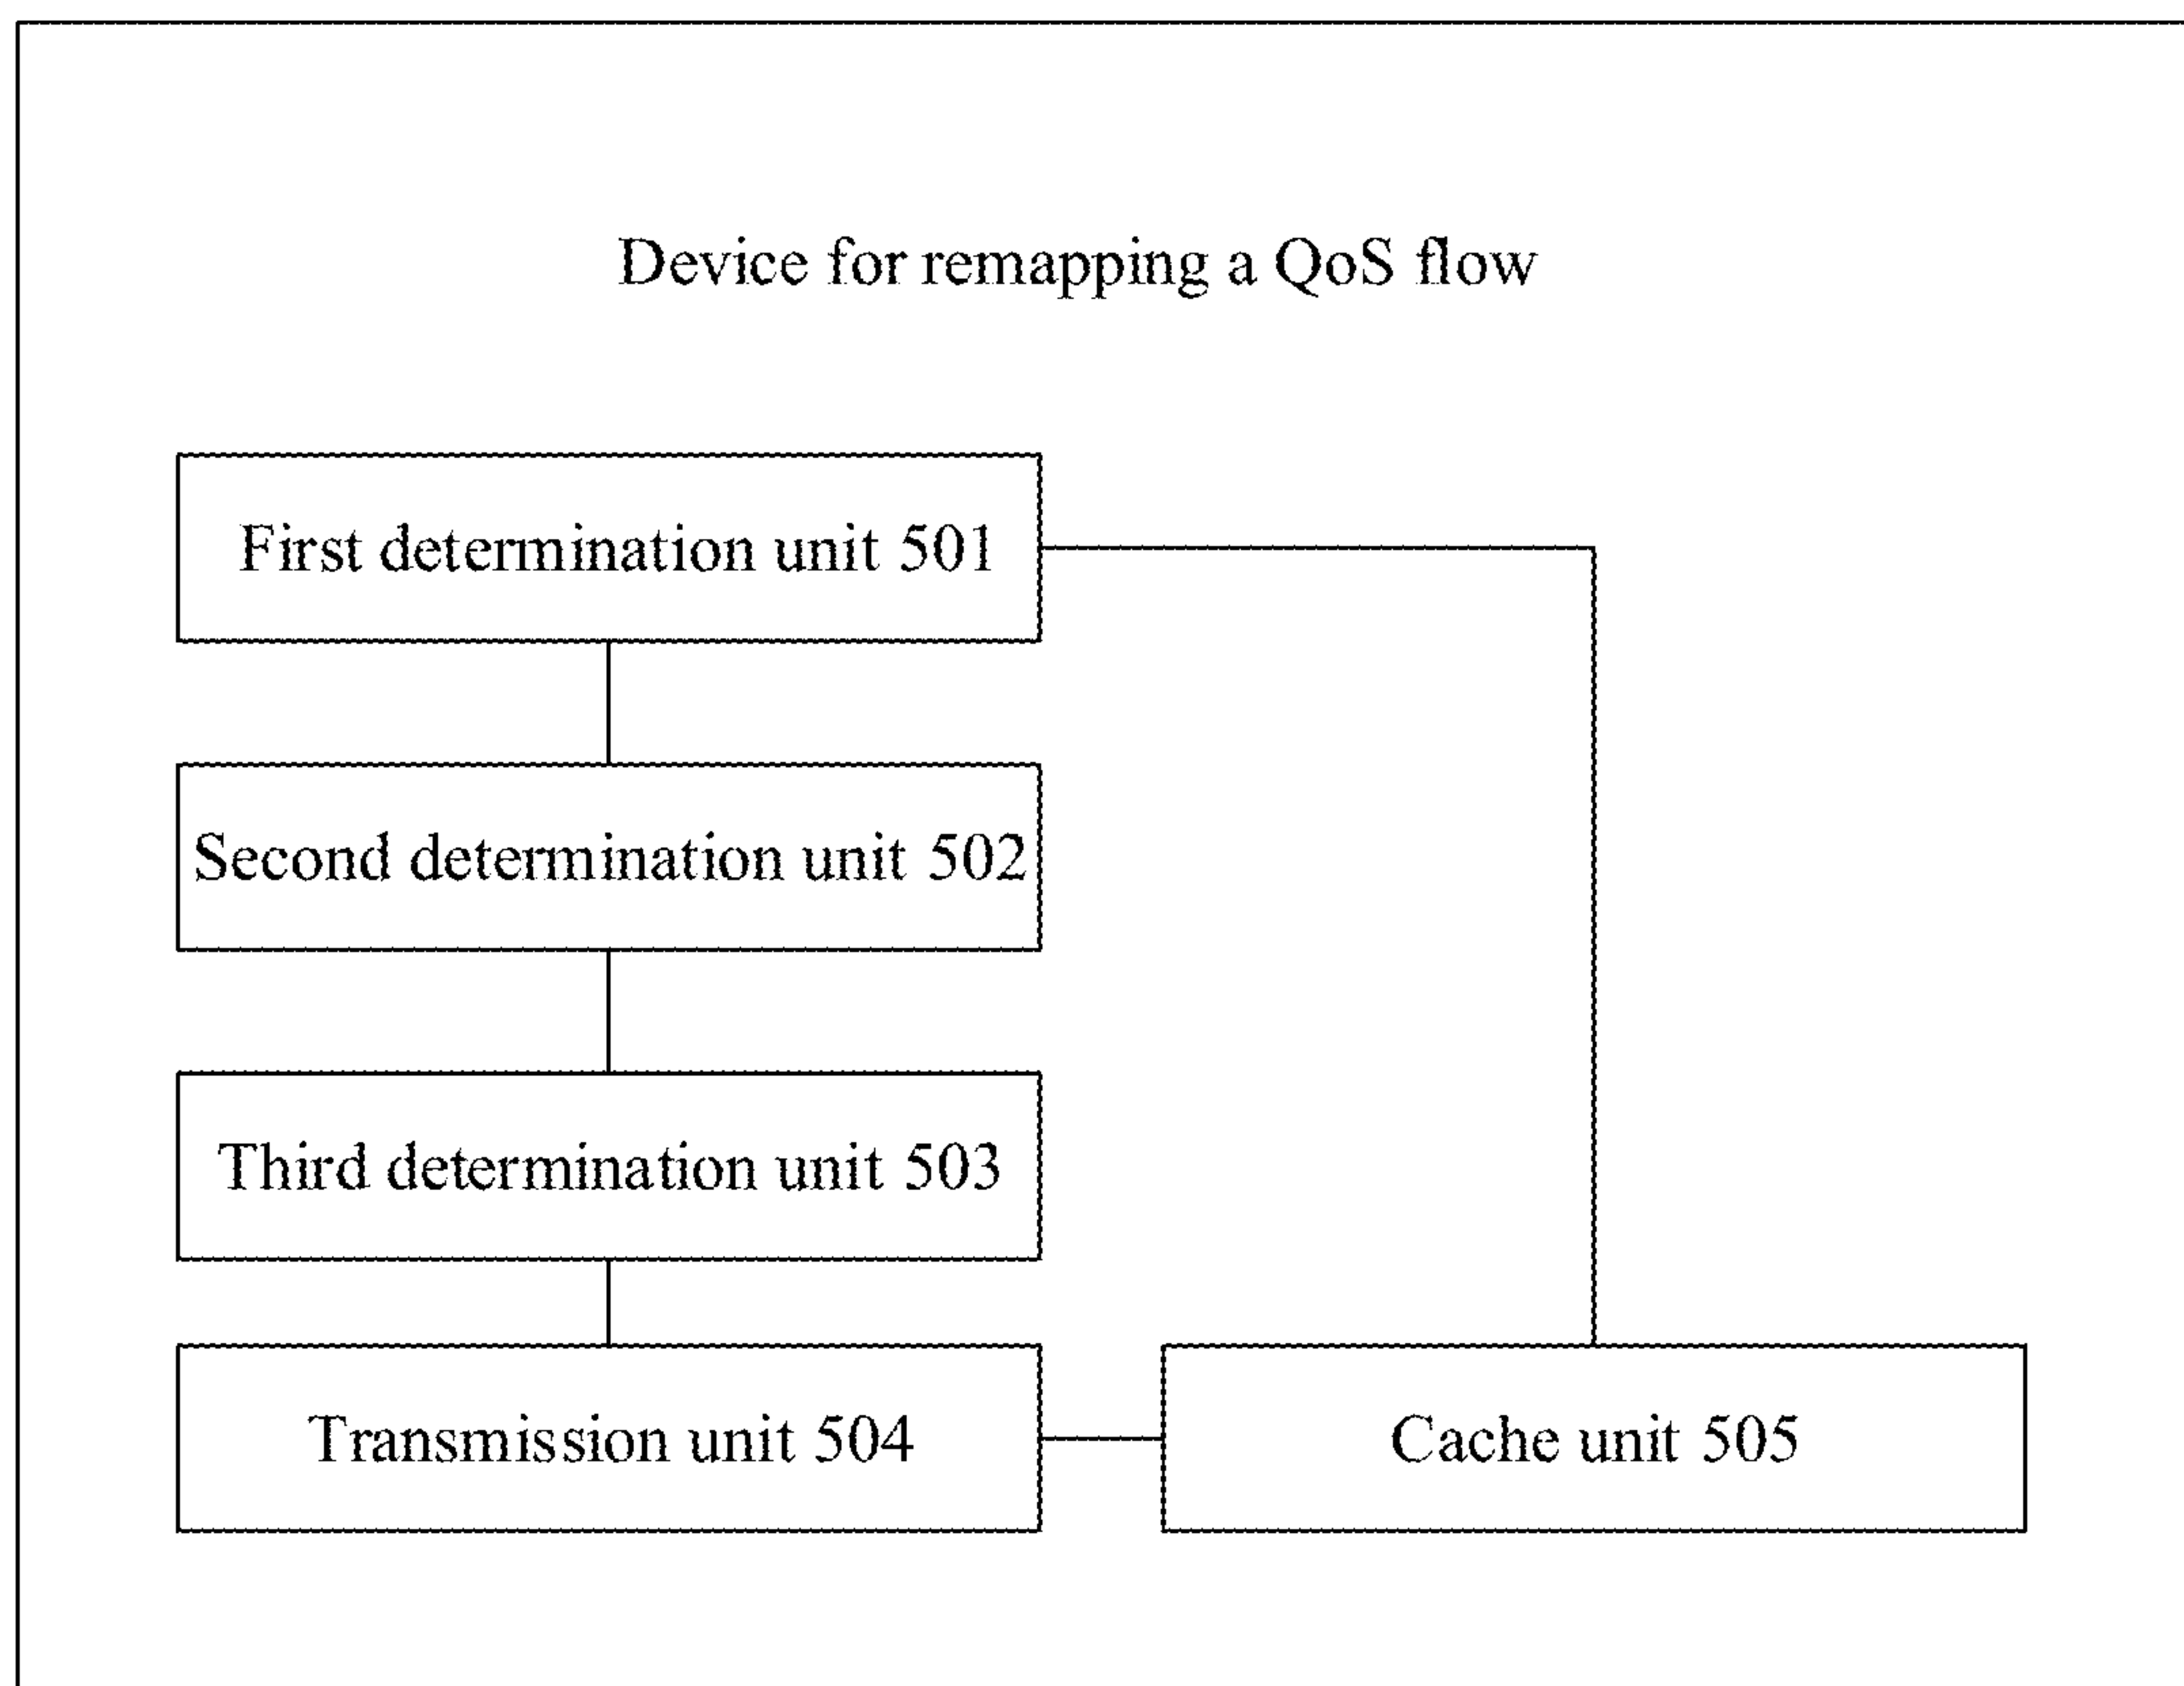 Device for remapping a QoS flow
First determination unit 501
Second determination unit 502
Third determination unit 503
Transmission unit 504
Cache unit 505